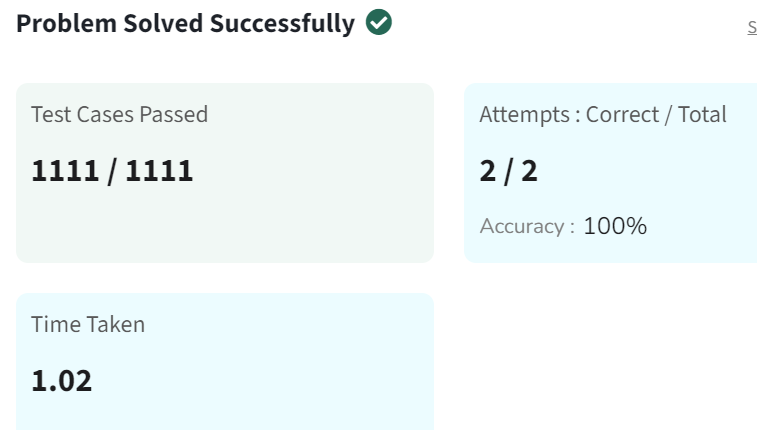 Problem Solved Successfully
Test Cases Passed
1111 / 1111
Attempts : Correct / Total
2 / 2
Accuracy : 100%
Time Taken
1.02